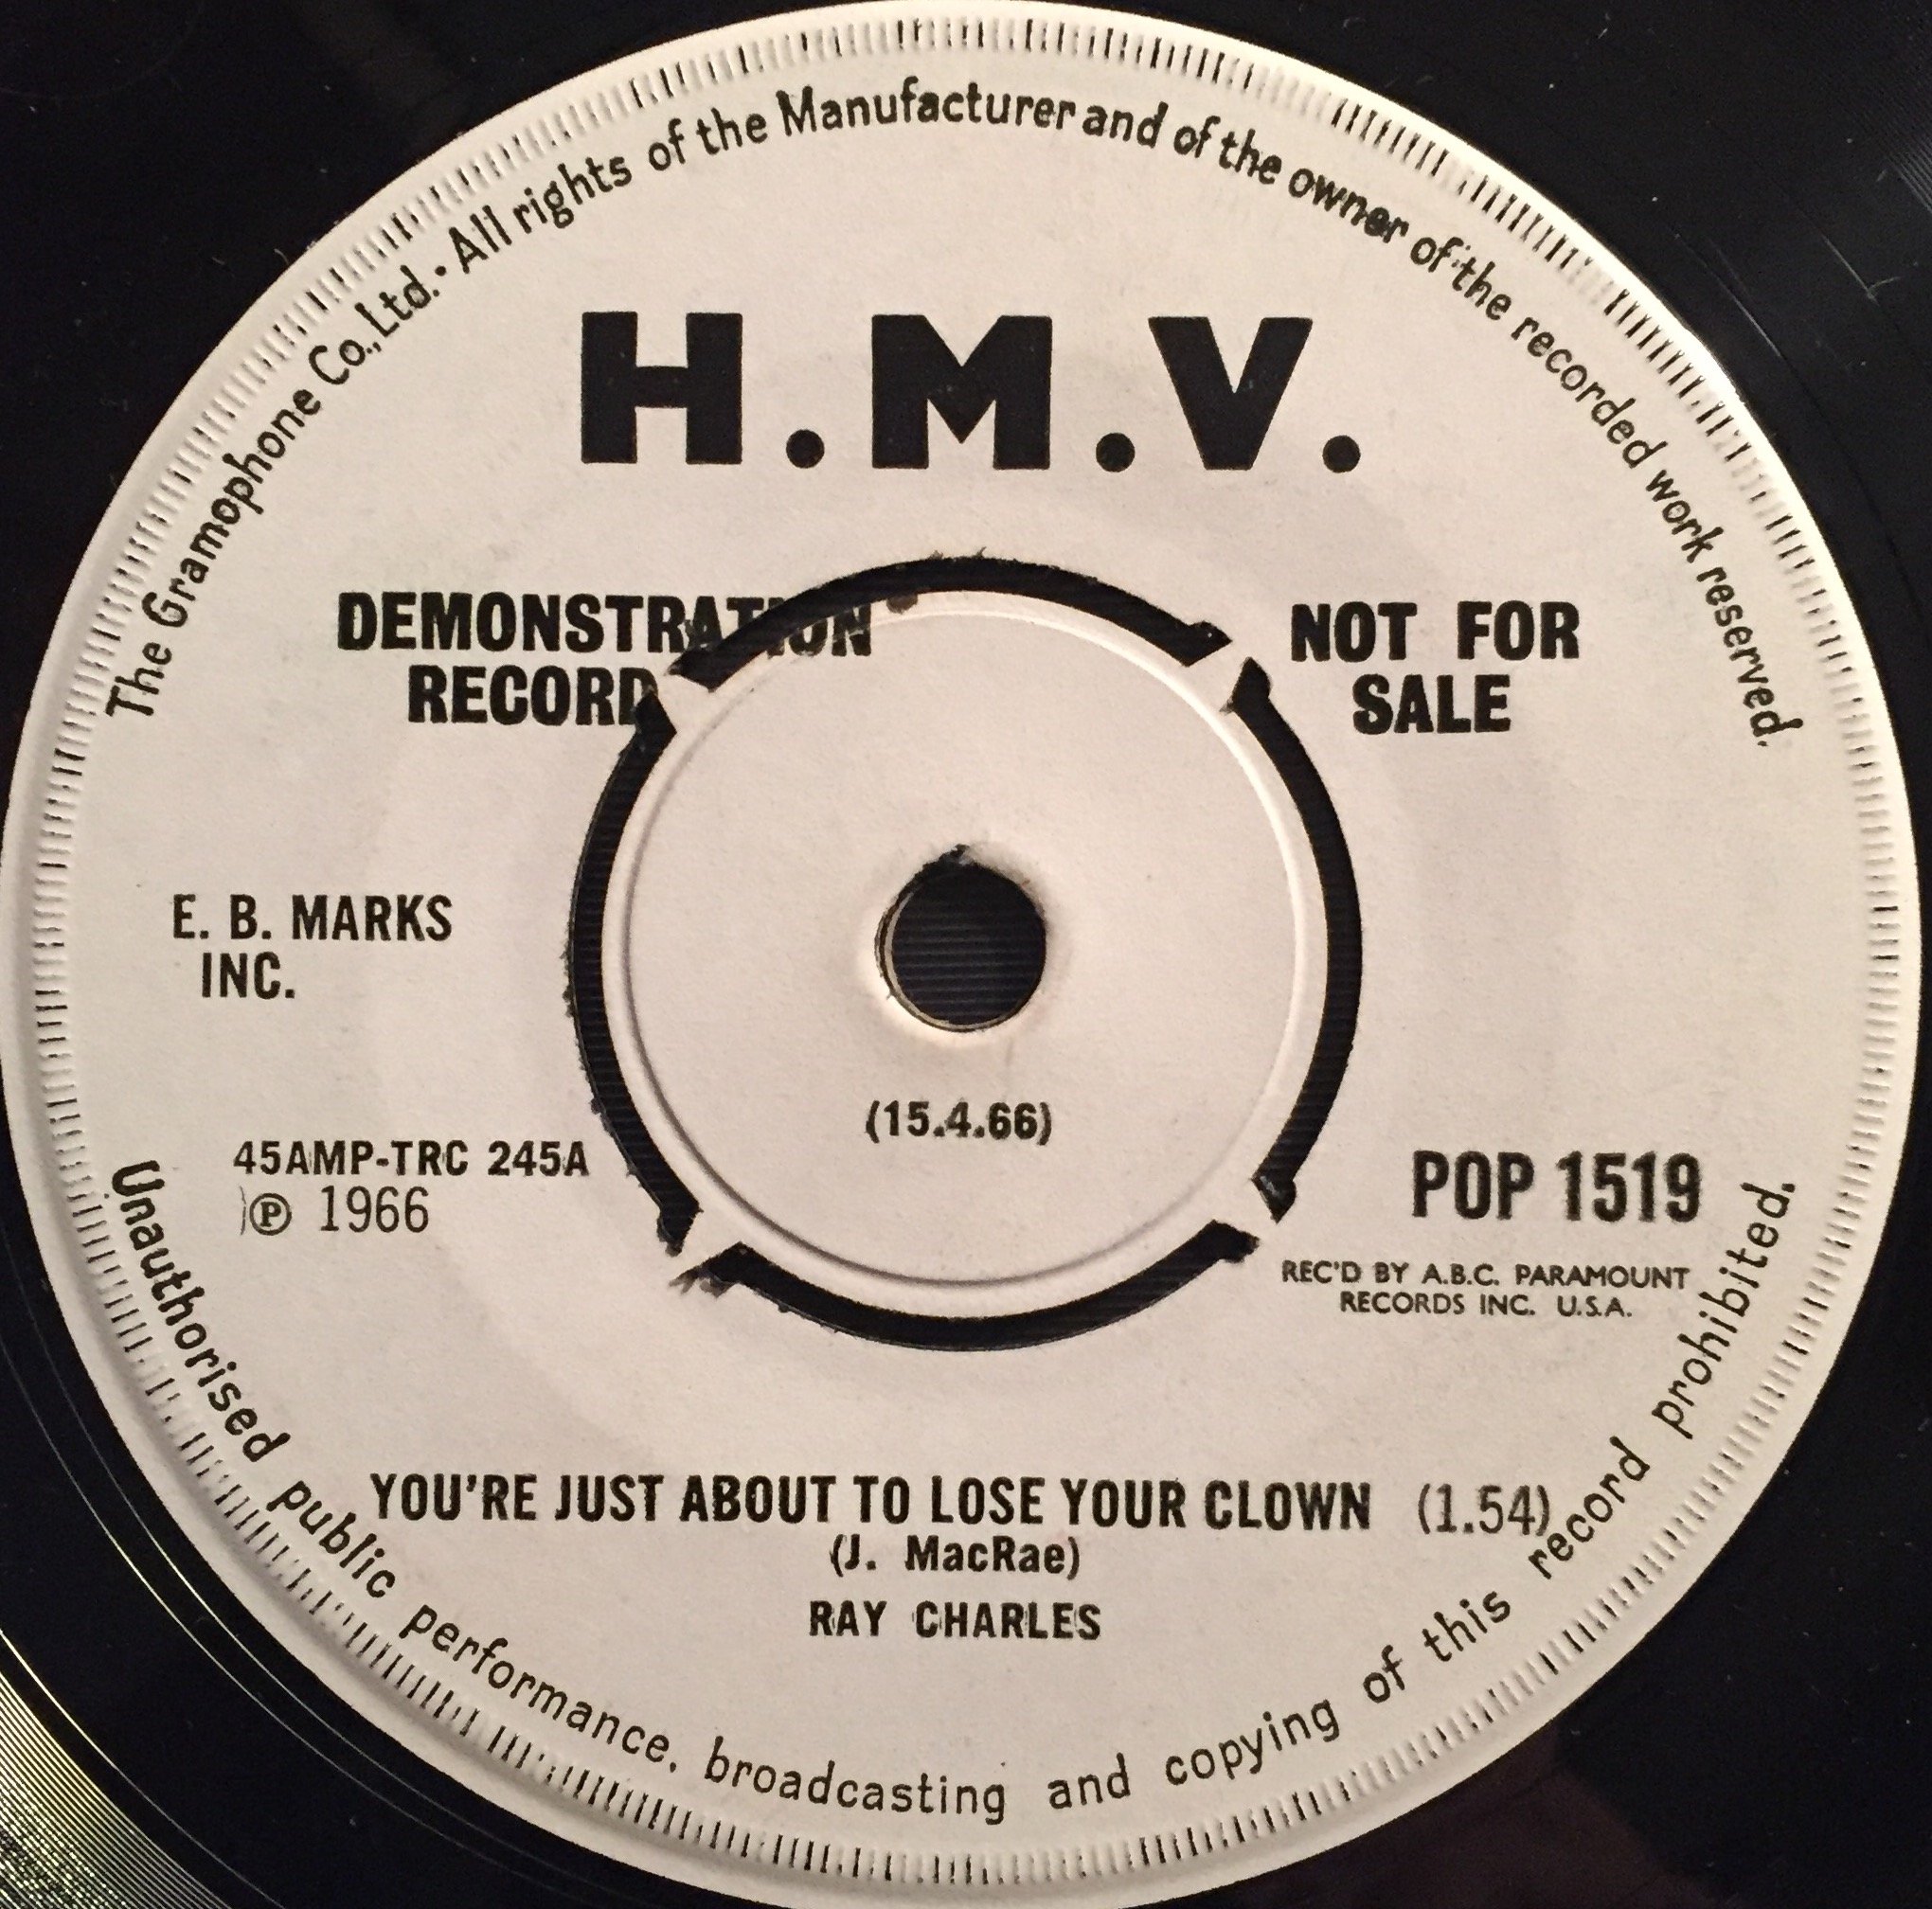 The Gramophone Co., Ltd. · All rights of the Manufacturer and of the owner of the recorded work reserved.
H.M.V.
DEMONSTRATION
RECORD
NOT FOR
SALE
E. B. MARKS
INC.
(15.4.66)
45AMP-TRC 245A
℗ 1966
POP 1519
REC'D BY A.B.C. PARAMOUNT
RECORDS INC. U.S.A.
YOU'RE JUST ABOUT TO LOSE YOUR CLOWN (1.54)
(J. MacRae)
RAY CHARLES
Unauthorised public performance, broadcasting and copying of this record prohibited.